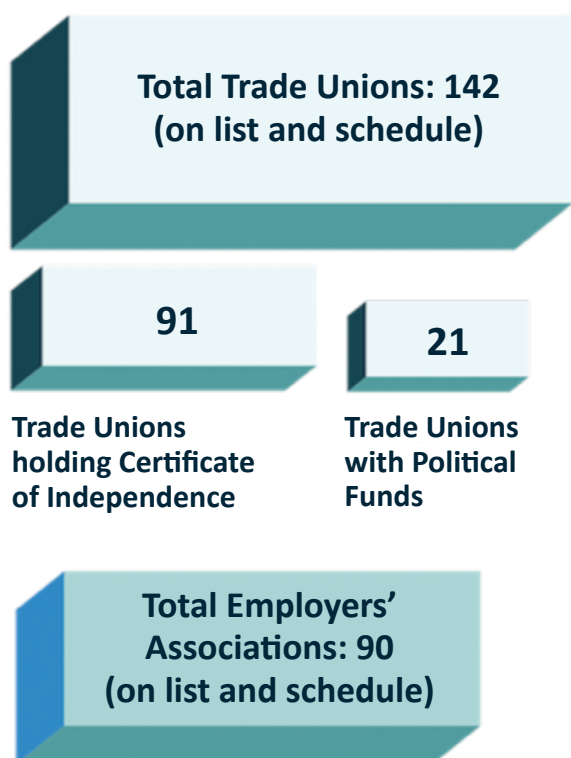 Total Trade Unions: 142
(on list and schedule)
91
21
Trade Unions
holding Certificate
of Independence
Trade Unions
with Political
Funds
Total Employers’
Associations: 90
(on list and schedule)